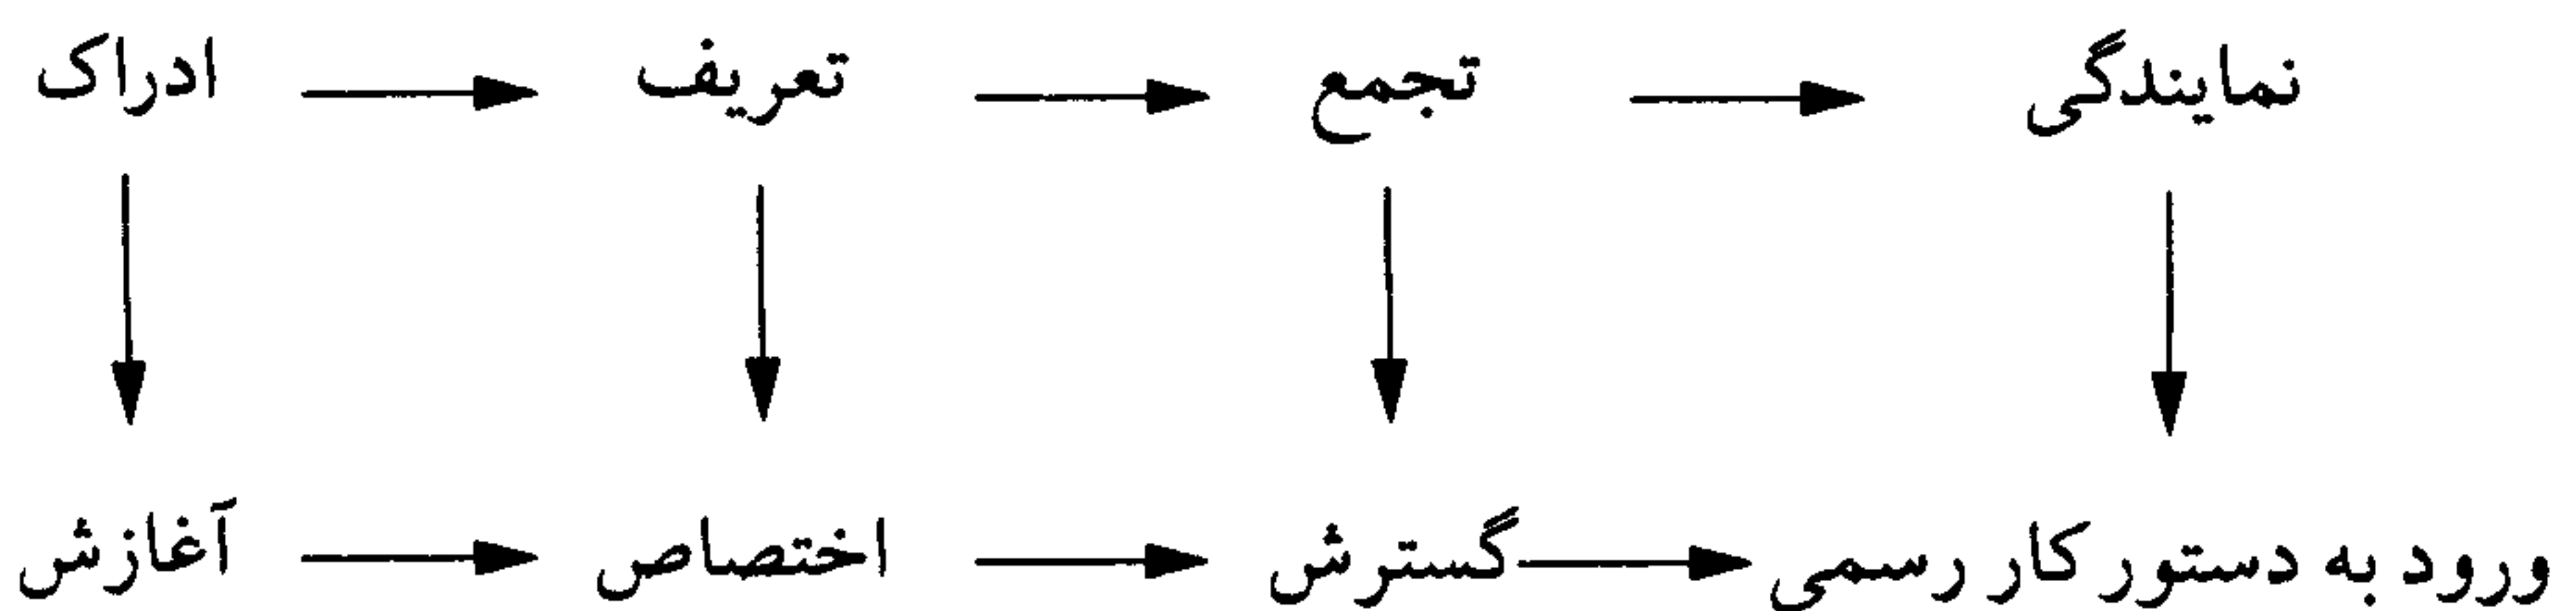 ادراک تعریف تجمع نمایندگی
آغازش اختصاص گسترش ورود به دستور کار رسمی